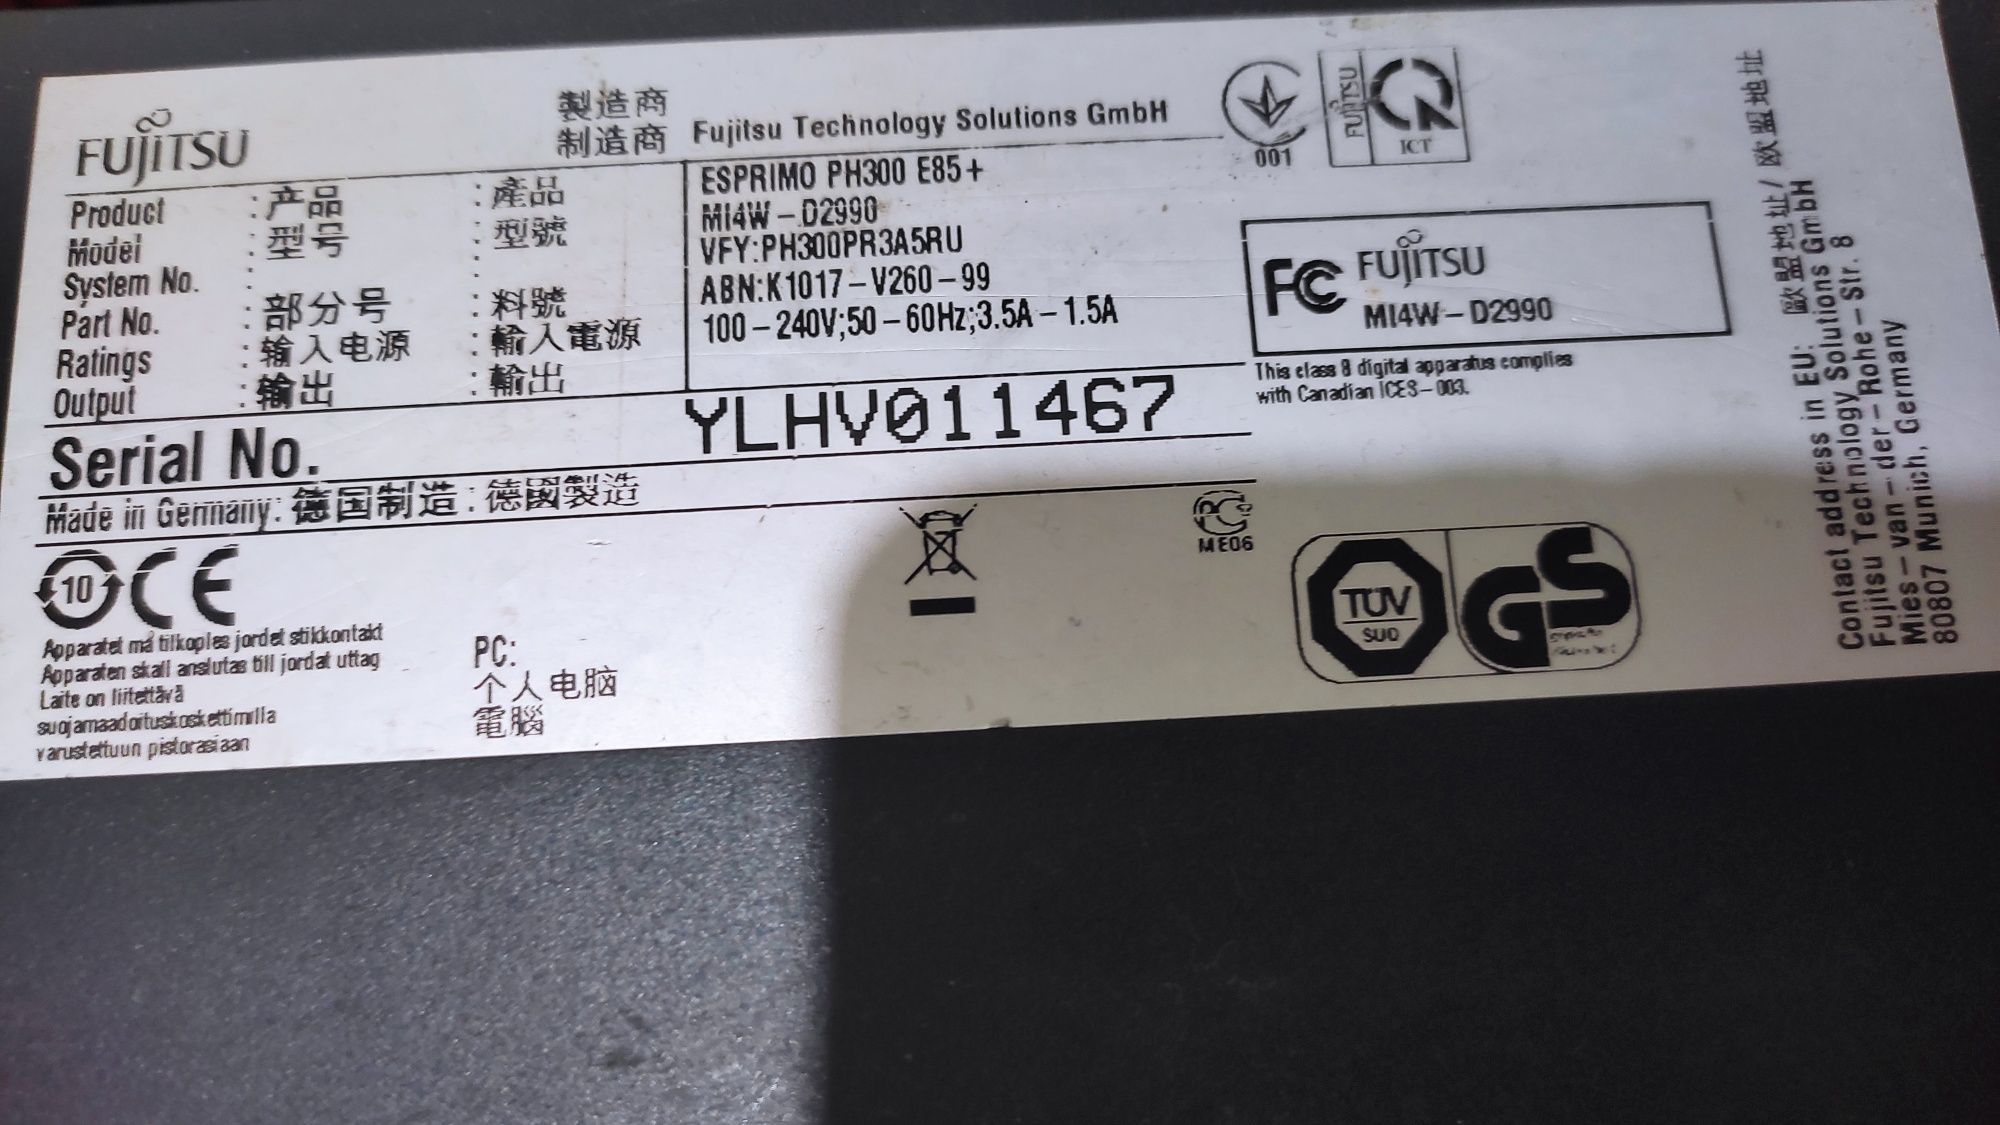 FUJITSU
製造商
制造商
Fujitsu Technology Solutions GmbH
Product : 产品 : 產品 ESPRIMO PH300 E85+
Model : 型号 : 型號 MI4W-D2990
System No. : : VFY:PH300PR3A5RU
Part No. : 部分号 : 料號 ABN:K1017-V260-99
Ratings : 输入电源 : 輸入電源 100-240V;50-60Hz;3.5A-1.5A
Output : 输出 : 輸出
Serial No. YLHV011467
Made in Germany: 德国制造 : 德國製造
001
FUJITSU
ICT
FC FUJITSU
MI4W-D2990
This class B digital apparatus complies
with Canadian ICES-003.
10 CE
Apparatet må tilkoples jordet stikkontakt
Apparaten skall anslutas till jordat uttag
Laite on liitettävä
suojamaadoituskoskettimilla
varustettuun pistorasiaan
PC:
个人电脑
電腦
ME06
TÜV
SÜD
GS
歐盟地址/ 欧盟地址
Contact address in EU:
Fujitsu Technology Solutions GmbH
Mies-van-der-Rohe-Str. 8
80807 Munich, Germany